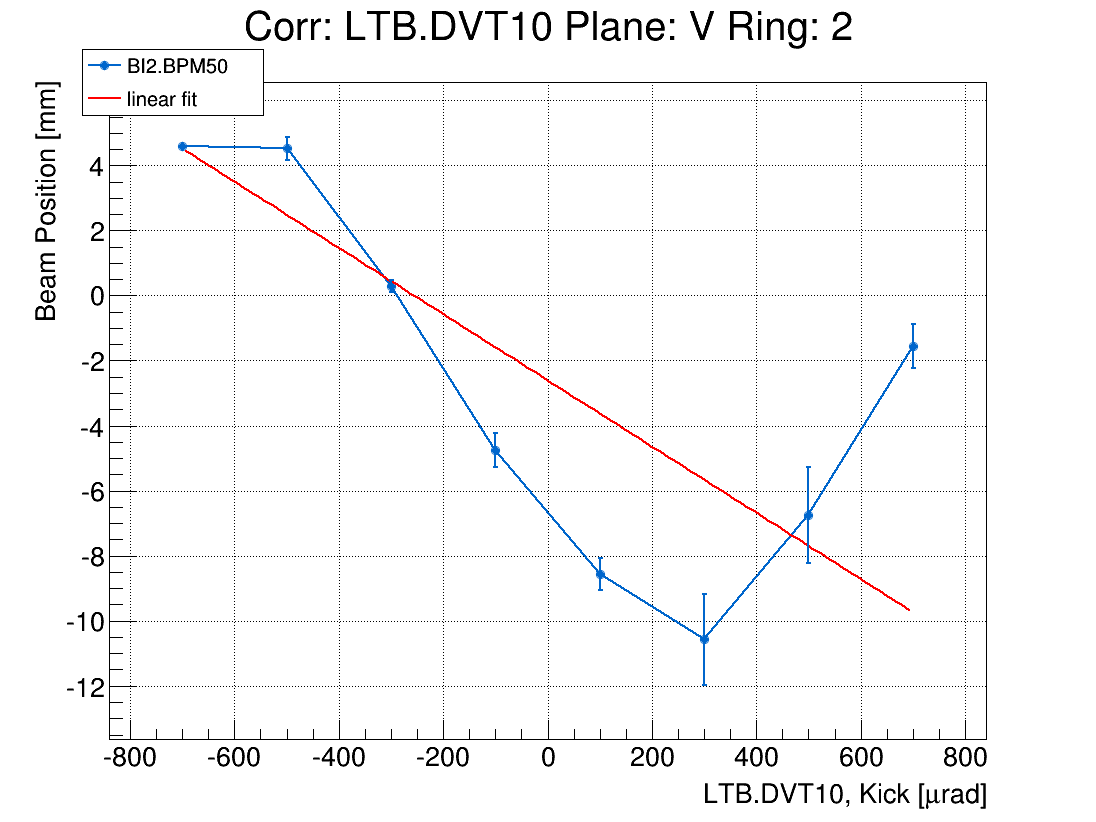 Corr: LTB.DVT10 Plane: V Ring: 2
BI2.BPM50
linear fit
Beam Position [mm]
4
2
0
-2
-4
-6
-8
-10
-12
-800 -600 -400 -200 0 200 400 600 800
LTB.DVT10, Kick [μrad]